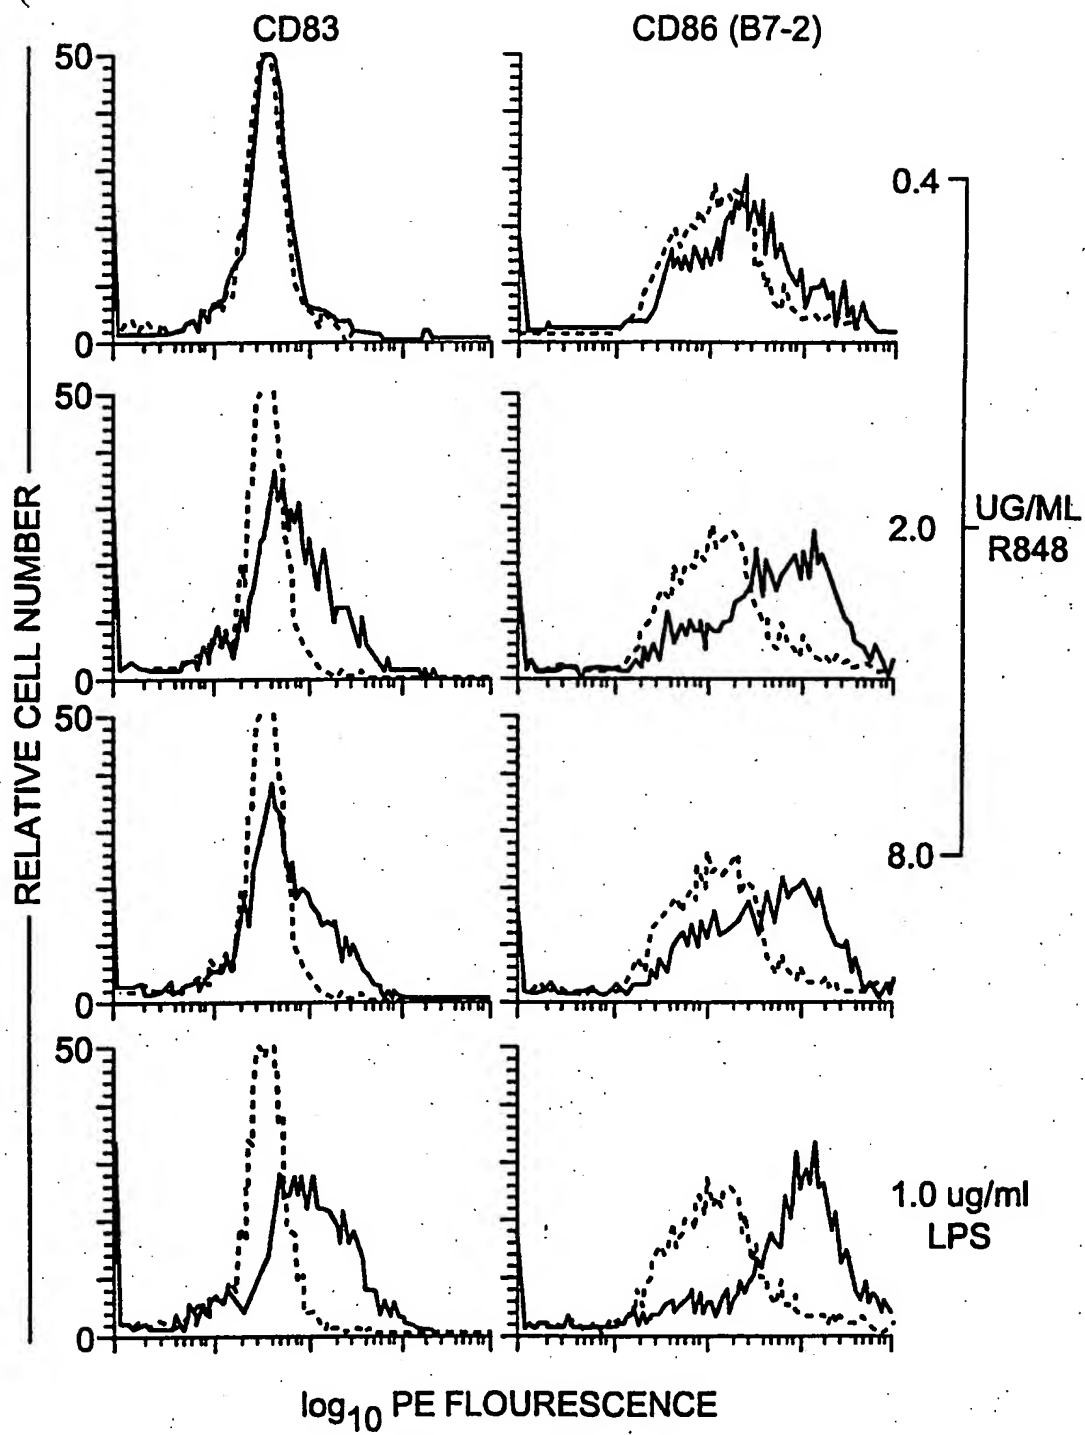 CD83
CD86 (B7-2)
50
0
0.4
50
0
2.0
UG/ML
R848
50
0
8.0
50
0
1.0 ug/ml
LPS
RELATIVE CELL NUMBER
log10 PE FLOURESCENCE